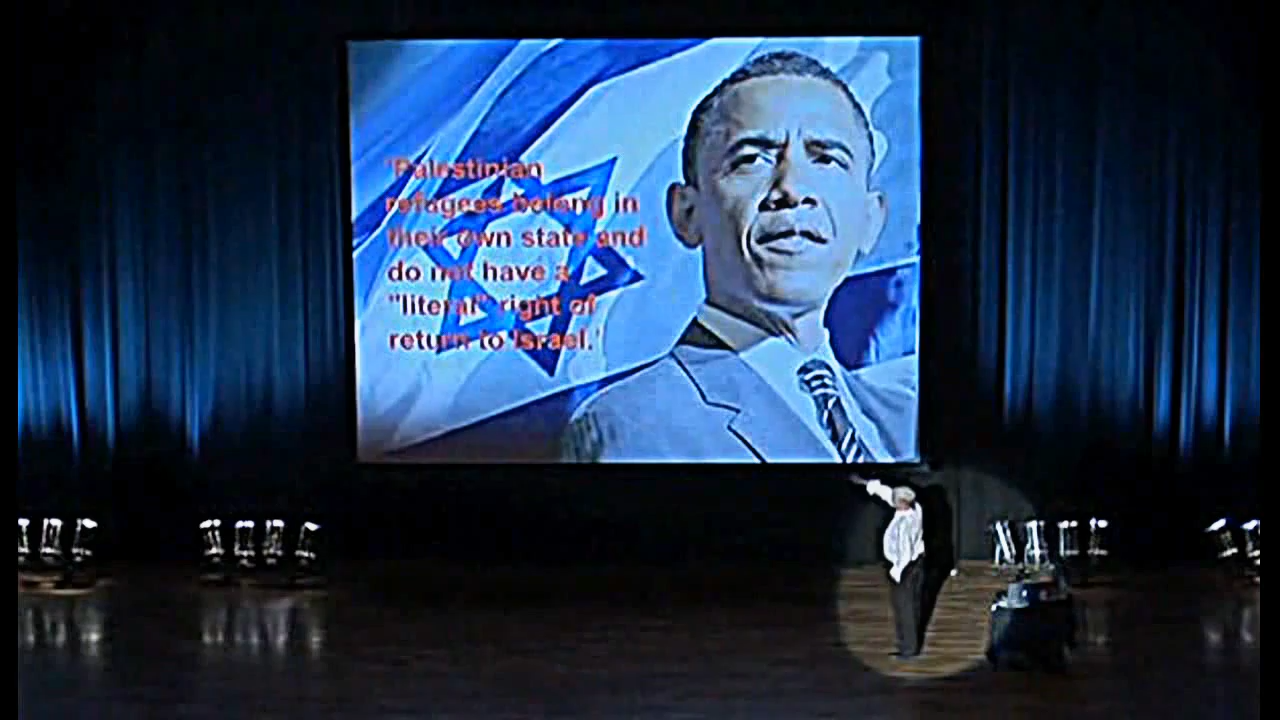 'Palestinian
refugees belong in
their own state and
do not have a
"literal" right of
return to Israel.'